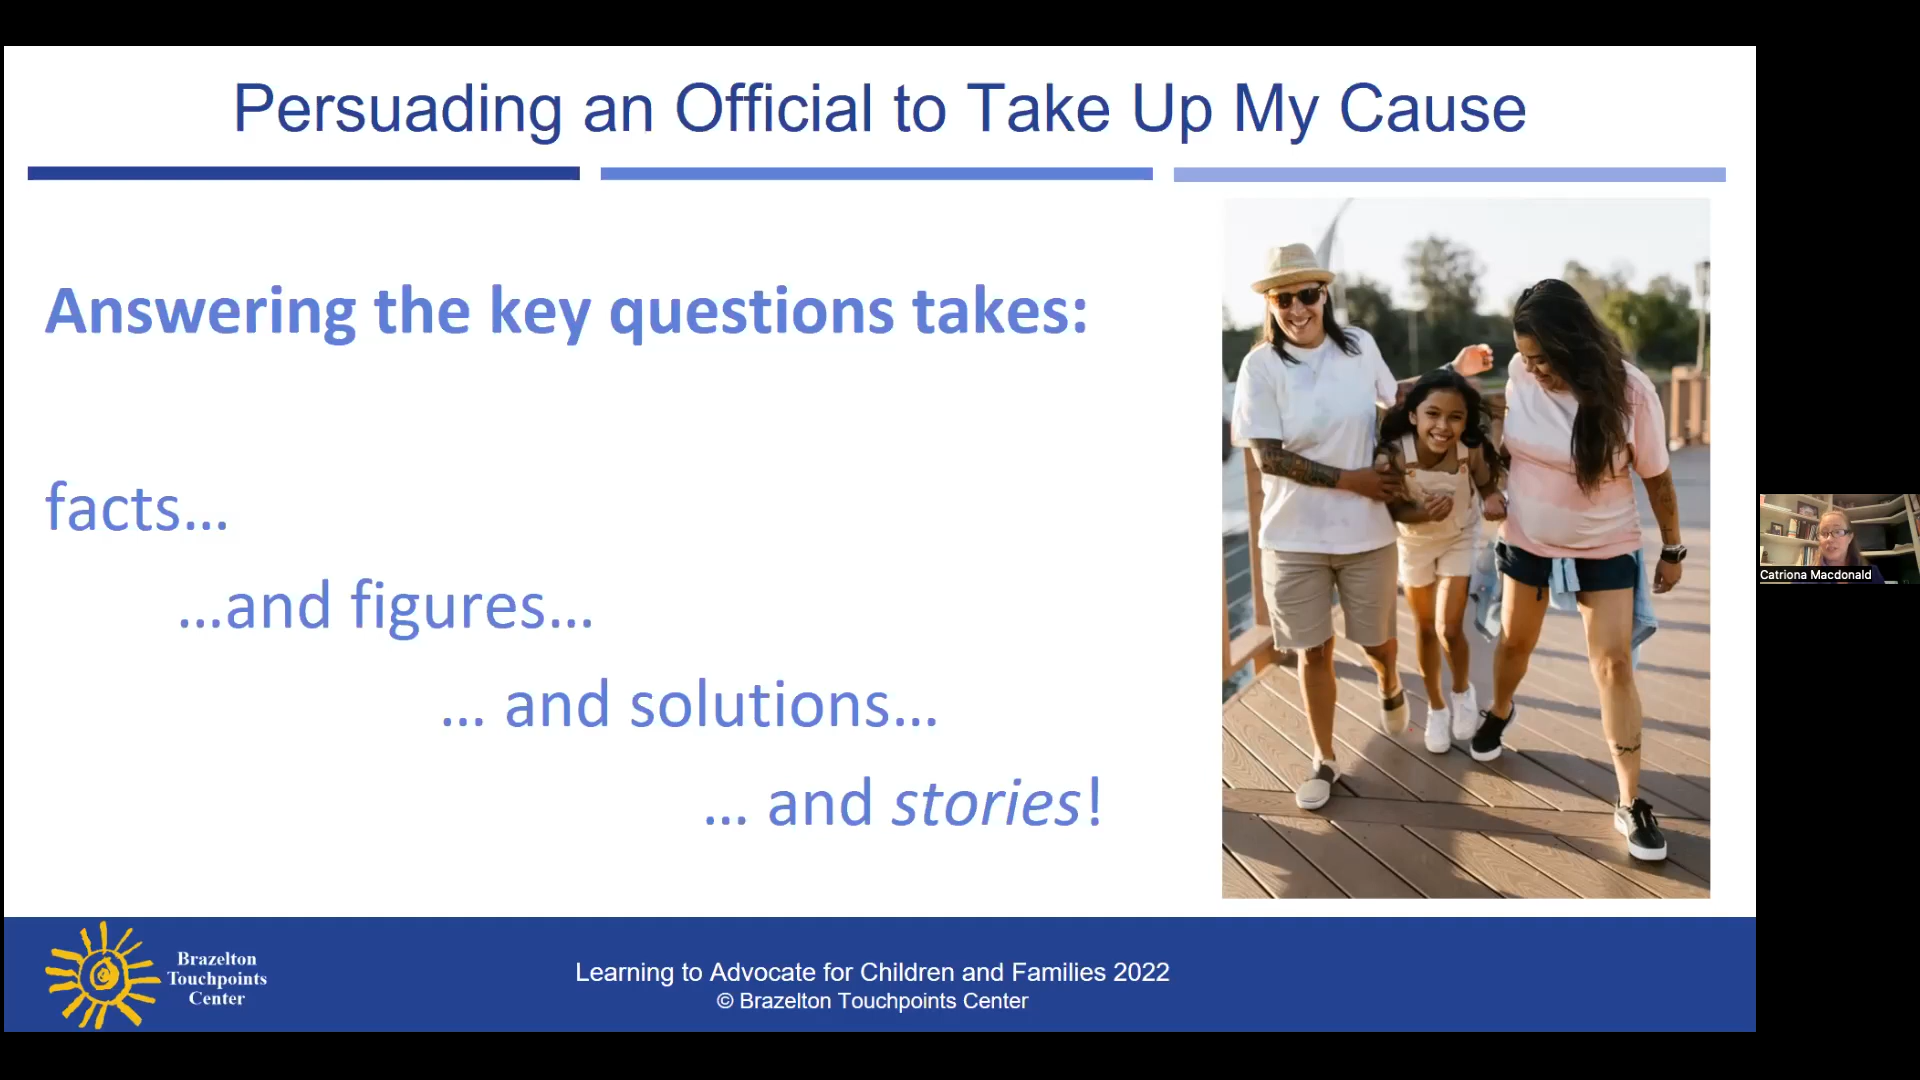 Persuading an Official to Take Up My Cause
Answering the key questions takes:
facts…
…and figures…
… and solutions…
… and stories!
Catriona Macdonald
Brazelton
Touchpoints
Center
Learning to Advocate for Children and Families 2022
© Brazelton Touchpoints Center